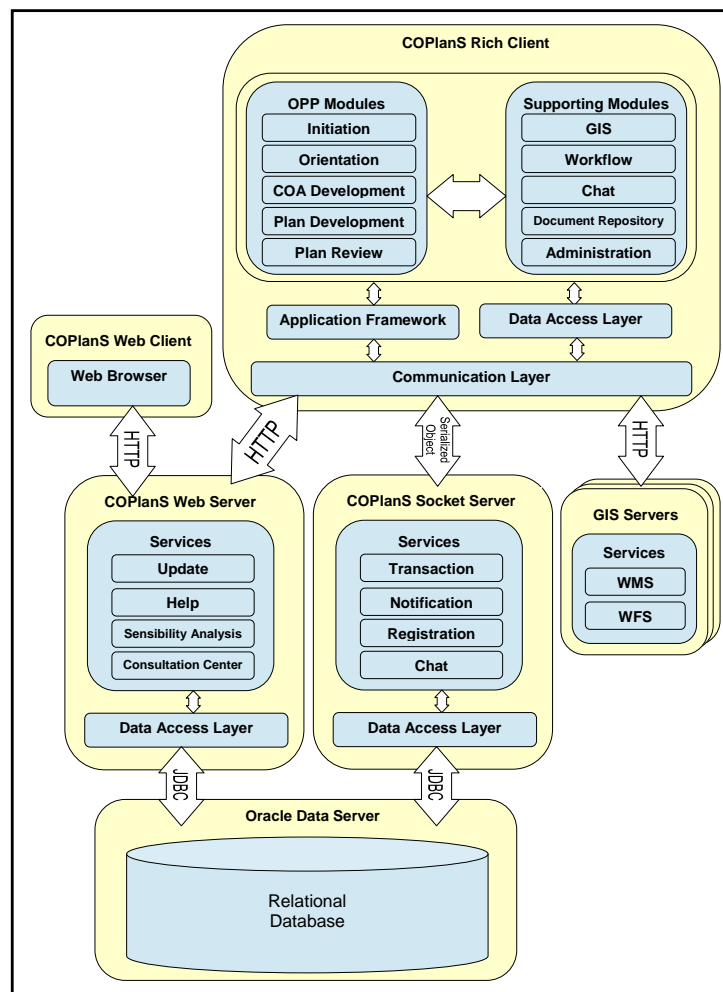 COPlanS Rich Client
OPP Modules
Initiation
Orientation
COA Development
Plan Development
Plan Review
Supporting Modules
GIS
Workflow
Chat
Document Repository
Administration
Application Framework
Data Access Layer
Communication Layer
COPlanS Web Client
Web Browser
HTTP
HTTP
Serialized
Object
HTTP
COPlanS Web Server
Services
Update
Help
Sensibility Analysis
Consultation Center
Data Access Layer
COPlanS Socket Server
Services
Transaction
Notification
Registration
Chat
Data Access Layer
GIS Servers
Services
WMS
WFS
JDBC
JDBC
Oracle Data Server
Relational
Database